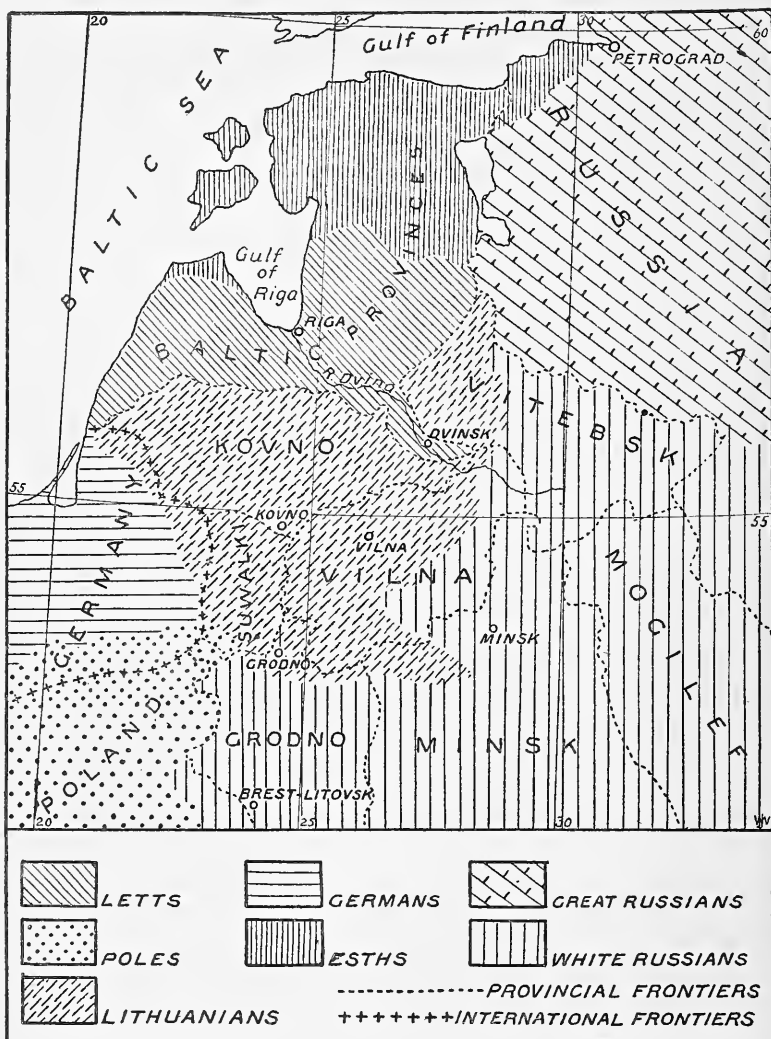 20
25
30
60
Gulf of Finland
PETROGRAD
BALTIC SEA
RUSSIA
Gulf of Riga
RIGA
BALTIC PROVINCES
R. Dvina
VITEBSK
DVINSK
KOVNO
55
KOVNO
55
GERMANY
SUWALKI
VILNA
VILNA
MOGILEF
MINSK
GRODNO
POLAND
GRODNO
MINSK
BREST-LITOVSK
20
25
30
LETTS
GERMANS
GREAT RUSSIANS
POLES
ESTHS
WHITE RUSSIANS
LITHUANIANS
PROVINCIAL FRONTIERS
INTERNATIONAL FRONTIERS